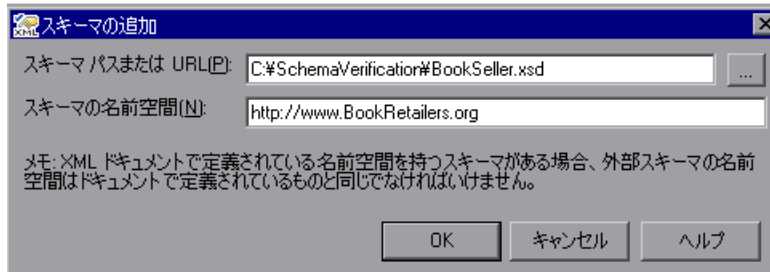 スキーマの追加
スキーマ パスまたは URL(P): C:¥SchemaVerification¥BookSeller.xsd ...
スキーマの名前空間(N): http://www.BookRetailers.org
メモ: XML ドキュメントで定義されている名前空間を持つスキーマがある場合、外部スキーマの名前
空間はドキュメントで定義されているものと同じでなければいけません。
OK キャンセル ヘルプ